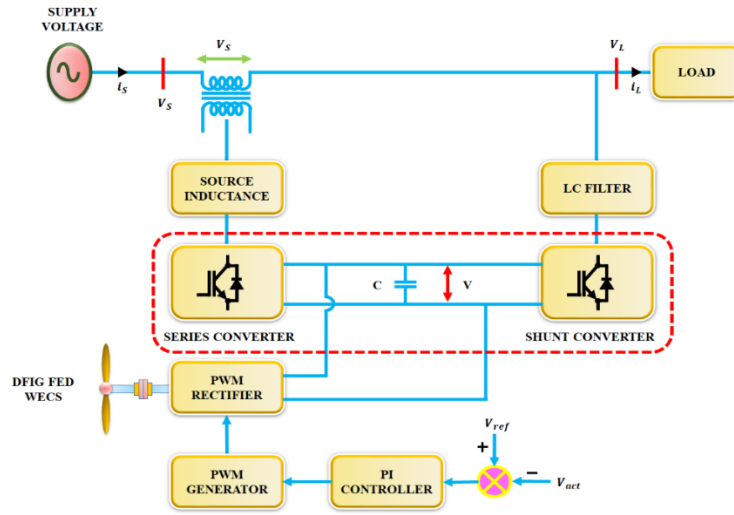 SUPPLY
VOLTAGE
V_S
V_L
i_S
V_S
i_L
LOAD
SOURCE
INDUCTANCE
LC FILTER
C
V
SERIES CONVERTER
SHUNT CONVERTER
DFIG FED
WECS
PWM
RECTIFIER
V_ref
+
PWM
GENERATOR
PI
CONTROLLER
−
V_act